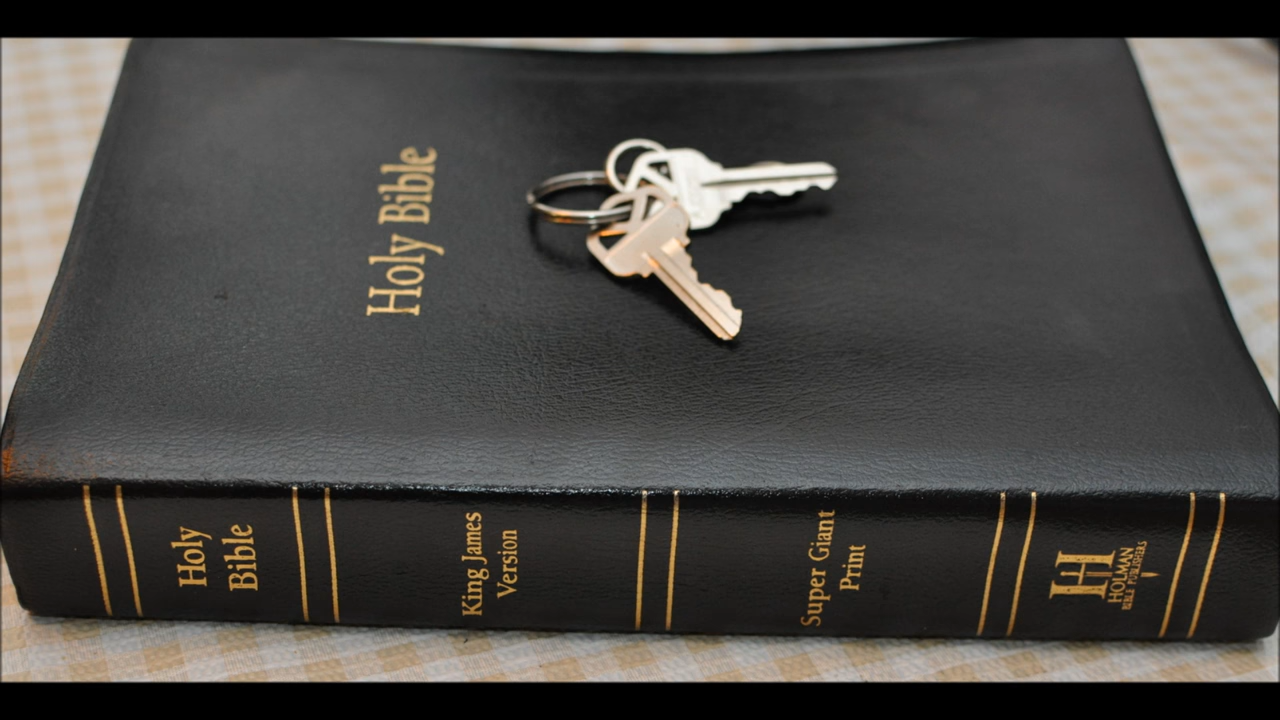 Holy Bible
Holy
Bible
King James
Version
Super Giant
Print
HOLMAN
BIBLE PUBLISHERS